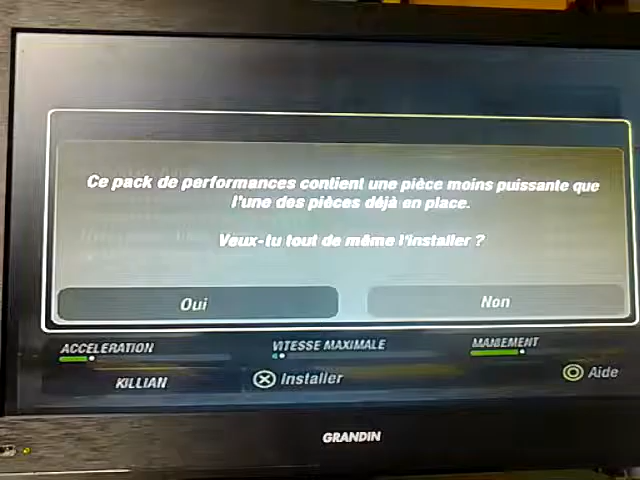 Ce pack de performances contient une pièce moins puissante que
l'une des pièces déjà en place.
Veux-tu tout de même l'installer ?
Oui
Non
ACCELERATION
VITESSE MAXIMALE
MANIEMENT
KILLIAN
Installer
Aide
GRANDIN